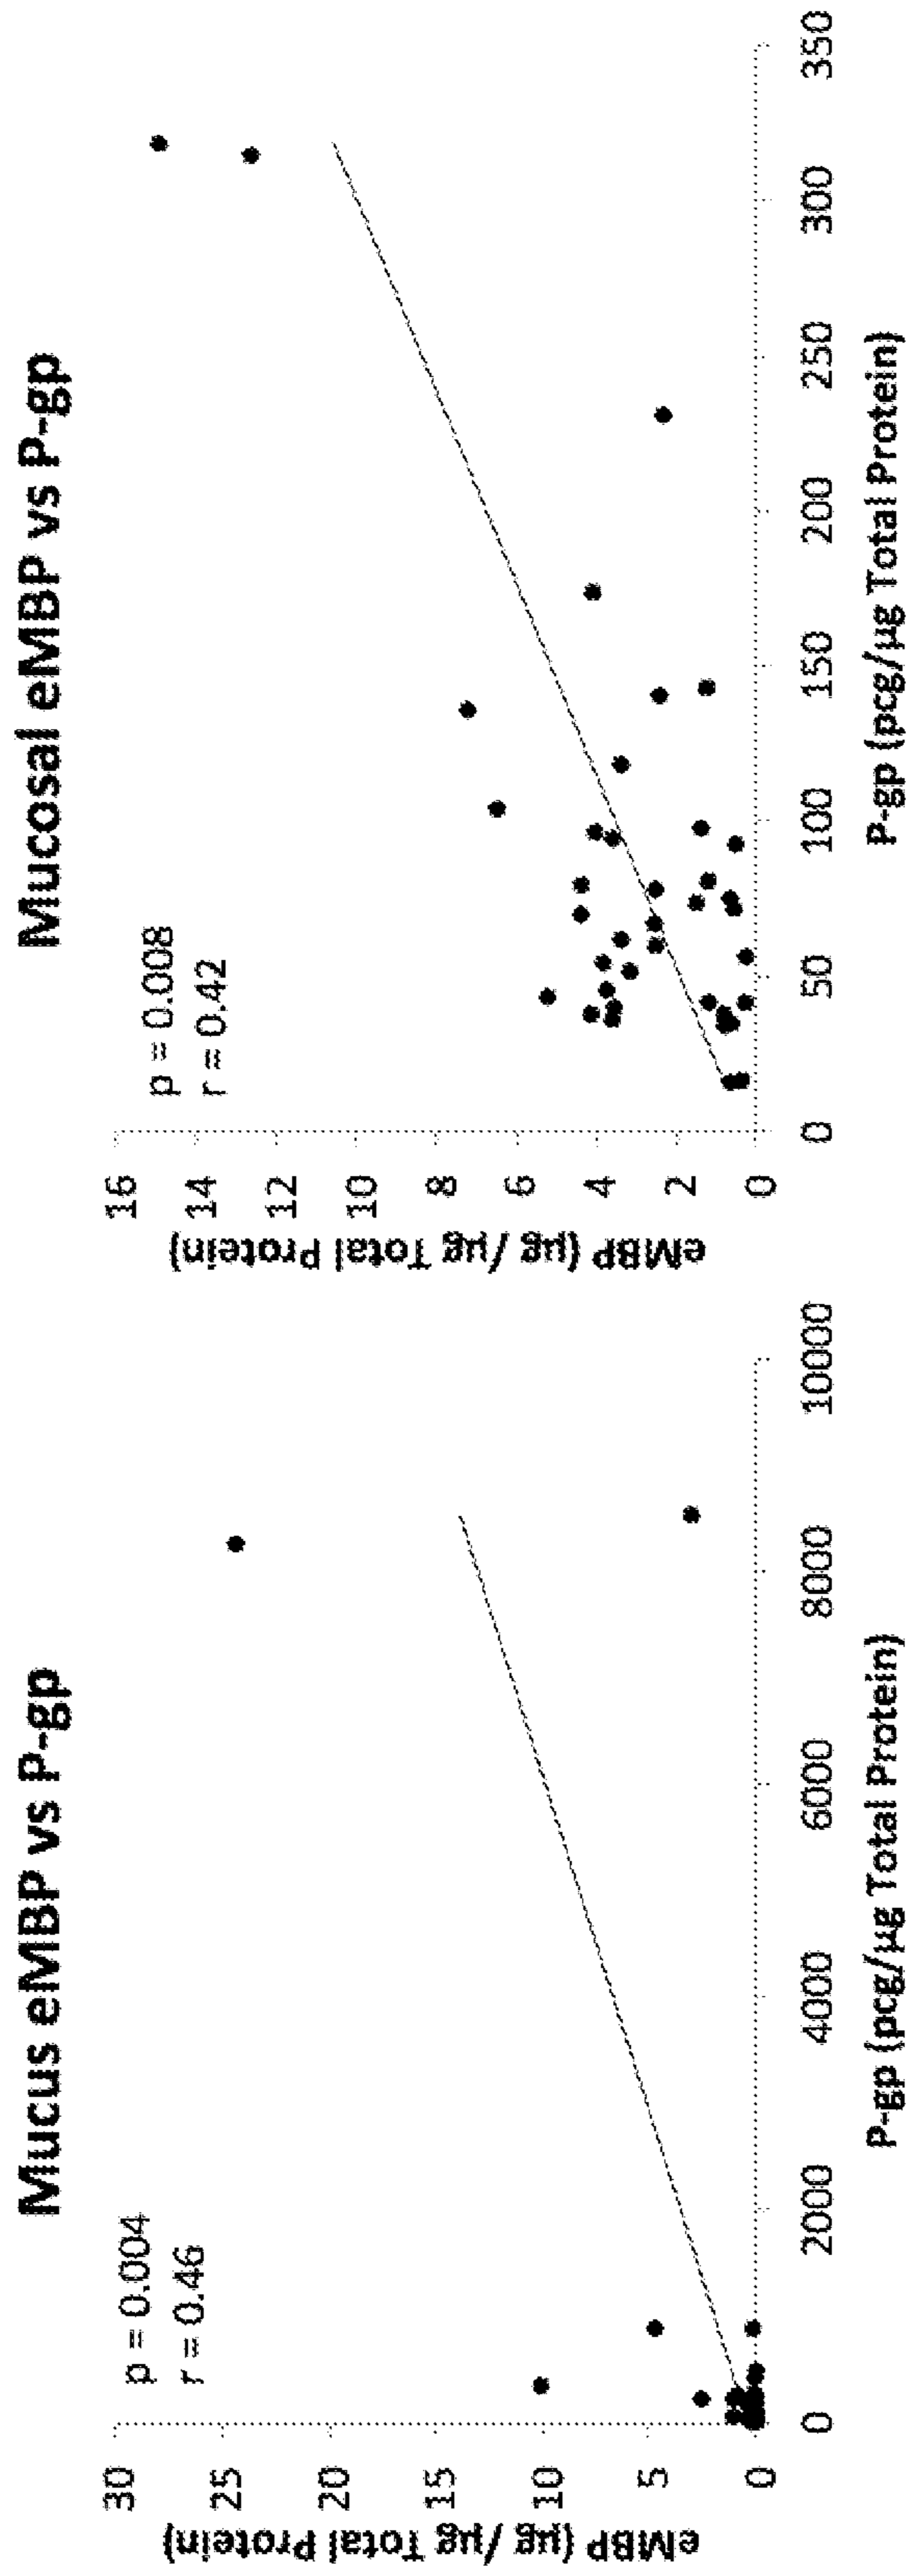 Mucus eMBP vs P-gp
p = 0.004
r = 0.46
eMBP (µg / µg Total Protein)
30
25
20
15
10
5
0
0 2000 4000 6000 8000 10000
P-gp (pcg/µg Total Protein)
Mucosal eMBP vs P-gp
p = 0.008
r = 0.42
eMBP (µg / µg Total Protein)
16
14
12
10
8
6
4
2
0
0 50 100 150 200 250 300 350
P-gp (pcg/µg Total Protein)